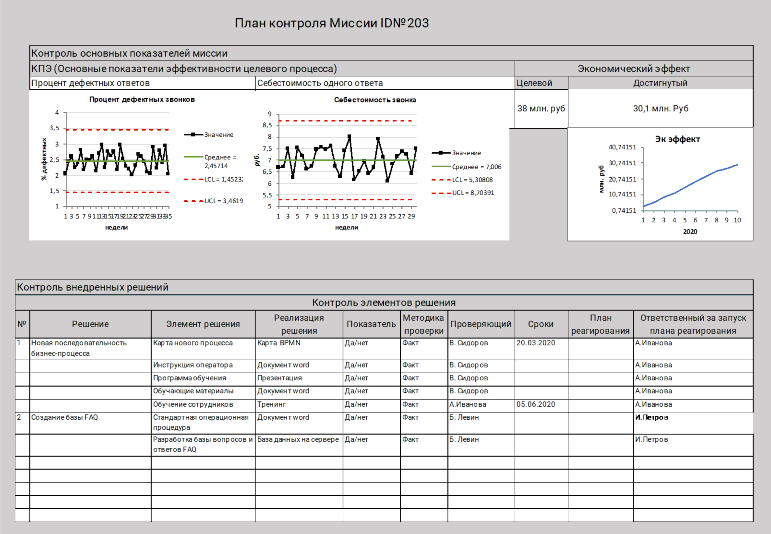 План контроля Миссии ID№203
Контроль основных показателей миссии
КПЭ (Основные показатели эффективности целевого процесса)
Экономический эффект
Процент дефектных ответов
Себестоимость одного ответа
Целевой
Достигнутый
38 млн. руб
30,1 млн. Руб
Процент дефектных звонков
% дефектных
4
3,5
3
2,5
2
1,5
1
1 3 5 7 9 11 13 15 17 19 21 23 25 27 29 31 33 35
недели
Значение
Среднее =
2,45714
LCL = 1,4523
UCL = 3,4619
Себестоимость звонка
руб.
9
8,5
8
7,5
7
6,5
6
5,5
5
1 3 5 7 9 11 13 15 17 19 21 23 25 27 29
недели
Значение
Среднее = 7,006
LCL = 5,30808
UCL = 8,70391
Эк эффект
млн. руб
40,74151
30,74151
20,74151
10,74151
0,74151
1 2 3 4 5 6 7 8 9 10
2020
Контроль внедренных решений
Контроль элементов решения
№ Решение Элемент решения Реализация решения Показатель Методика проверки Проверяющий Сроки План реагирования Ответственный за запуск плана реагирования
1 Новая последовательность бизнес-процесса Карта нового процесса Карта BPMN Да/нет Факт В. Сидоров 20.03.2020 А.Иванова
Инструкция оператора Документ word Да/нет Факт В. Сидоров А.Иванова
Программа обучения Презентация Да/нет Факт В. Сидоров А.Иванова
Обучающие материалы Документ word Да/нет Факт В. Сидоров А.Иванова
Обучение сотрудников Тренинг Да/нет Факт А.Иванова 05.06.2020 А.Иванова
2 Создание базы FAQ Стандартная операционная процедура Документ word Да/нет Факт Б. Левин И.Петров
Разработка базы вопросов и ответов FAQ База данных на сервере Да/нет Факт Б. Левин И.Петров